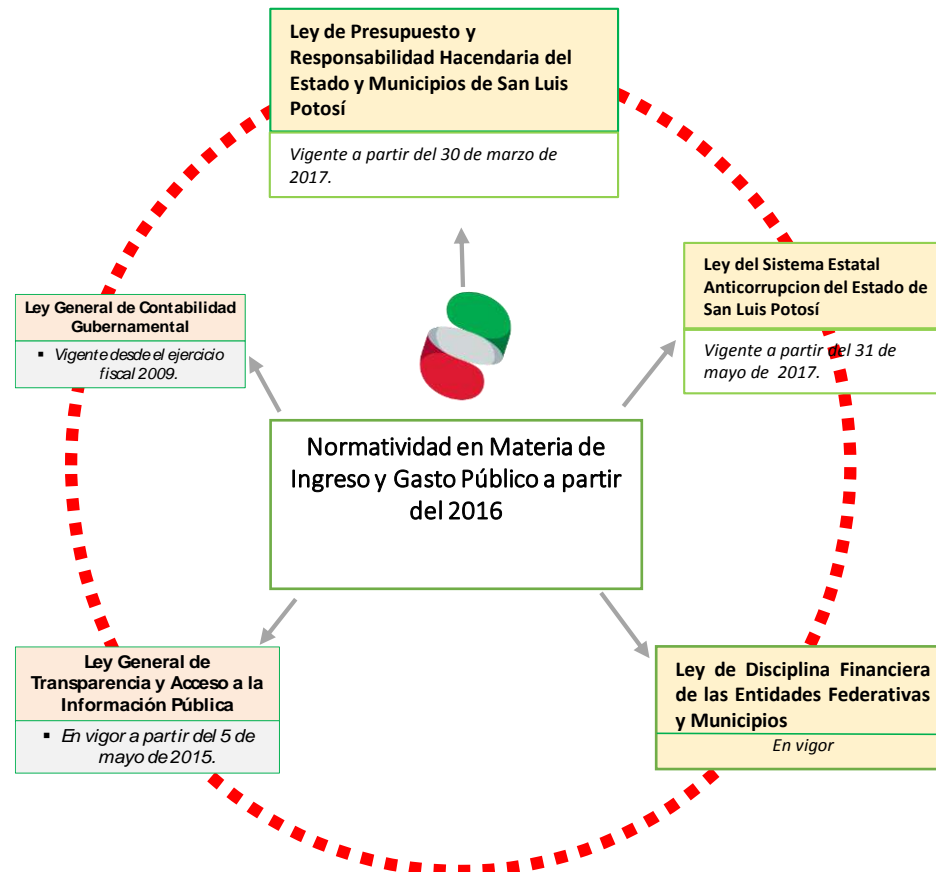 Ley de Presupuesto y
Responsabilidad Hacendaria del
Estado y Municipios de San Luis
Potosí
Vigente a partir del 30 de marzo de
2017.
Ley del Sistema Estatal
Anticorrupcion del Estado de
San Luis Potosí
Vigente a partir del 31 de
mayo de 2017.
Ley General de Contabilidad
Gubernamental
▪ Vigente desde el ejercicio
fiscal 2009.
Normatividad en Materia de
Ingreso y Gasto Público a partir
del 2016
Ley General de
Transparencia y Acceso a la
Información Pública
▪ En vigor a partir del 5 de
mayo de 2015.
Ley de Disciplina Financiera
de las Entidades Federativas
y Municipios
En vigor